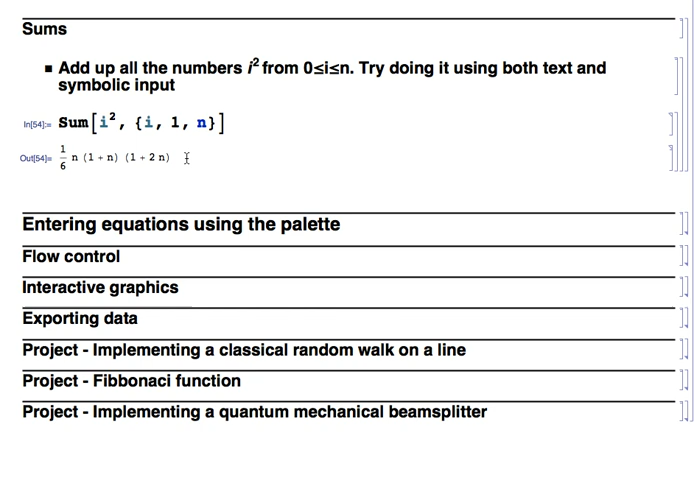 Sums
▪ Add up all the numbers i² from 0≤i≤n. Try doing it using both text and
symbolic input
In[54]:= Sum[i², {i, 1, n}]
Out[54]= 1/6 n (1 + n) (1 + 2 n)
Entering equations using the palette
Flow control
Interactive graphics
Exporting data
Project - Implementing a classical random walk on a line
Project - Fibbonaci function
Project - Implementing a quantum mechanical beamsplitter